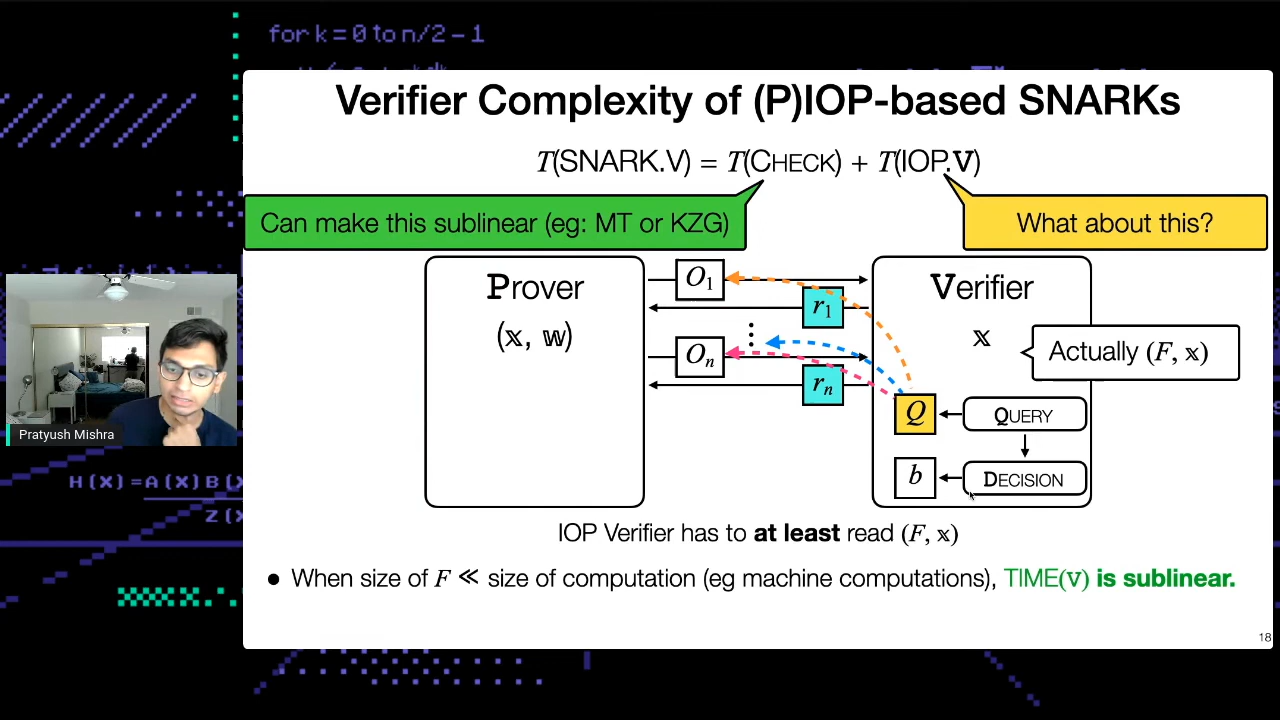 for k = 0 to n/2 - 1
Verifier Complexity of (P)IOP-based SNARKs
T(SNARK.V) = T(CHECK) + T(IOP.V)
Can make this sublinear (eg: MT or KZG)
What about this?
Prover
(𝕩, 𝕨)
O₁
r₁
⋮
Oₙ
rₙ
Verifier
𝕩
Actually (F, 𝕩)
Q
QUERY
b
DECISION
Pratyush Mishra
H(X) = A(X) B(X
Z(X
IOP Verifier has to at least read (F, 𝕩)
● When size of F ≪ size of computation (eg machine computations), TIME(𝕍) is sublinear.
18